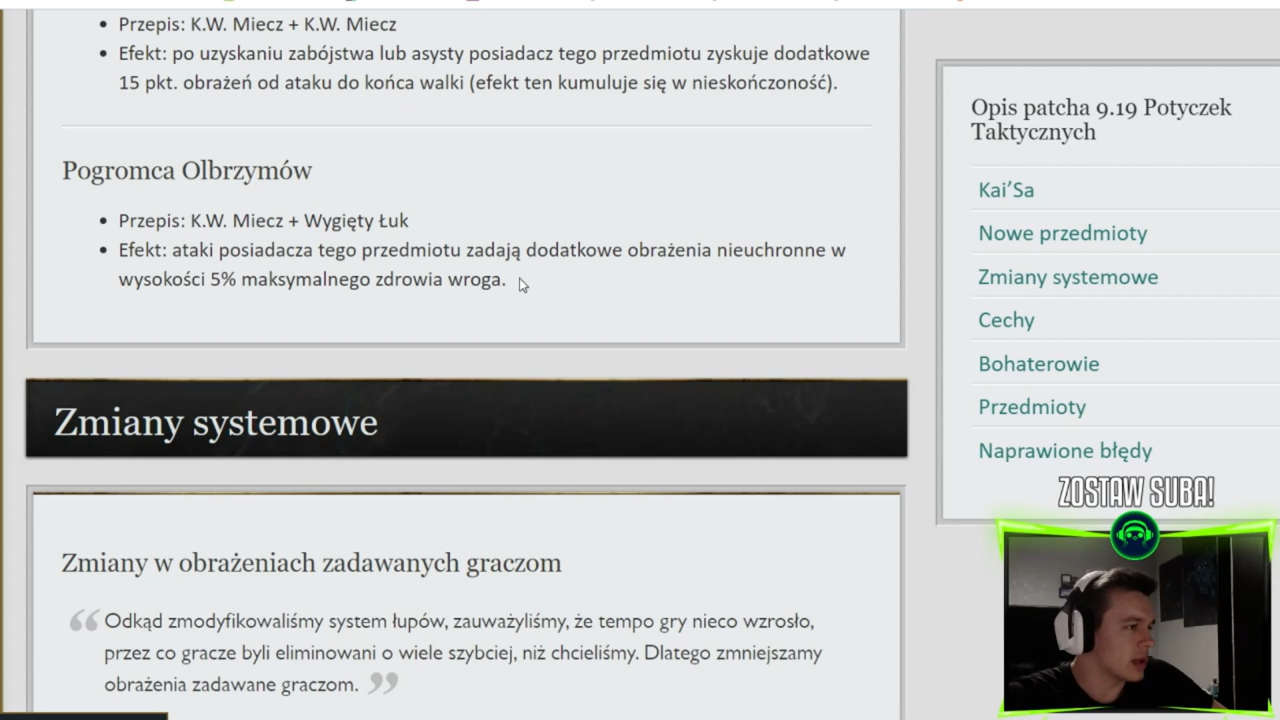 Przepis: K.W. Miecz + K.W. Miecz
Efekt: po uzyskaniu zabójstwa lub asysty posiadacz tego przedmiotu zyskuje dodatkowe
15 pkt. obrażeń od ataku do końca walki (efekt ten kumuluje się w nieskończoność).
Pogromca Olbrzymów
Przepis: K.W. Miecz + Wygięty Łuk
Efekt: ataki posiadacza tego przedmiotu zadają dodatkowe obrażenia nieuchronne w
wysokości 5% maksymalnego zdrowia wroga.
Zmiany systemowe
Zmiany w obrażeniach zadawanych graczom
“ Odkąd zmodyfikowaliśmy system łupów, zauważyliśmy, że tempo gry nieco wzrosło,
przez co gracze byli eliminowani o wiele szybciej, niż chcieliśmy. Dlatego zmniejszamy
obrażenia zadawane graczom. ”
Opis patcha 9.19 Potyczek
Taktycznych
Kai’Sa
Nowe przedmioty
Zmiany systemowe
Cechy
Bohaterowie
Przedmioty
Naprawione błędy
ZOSTAW SUBA!